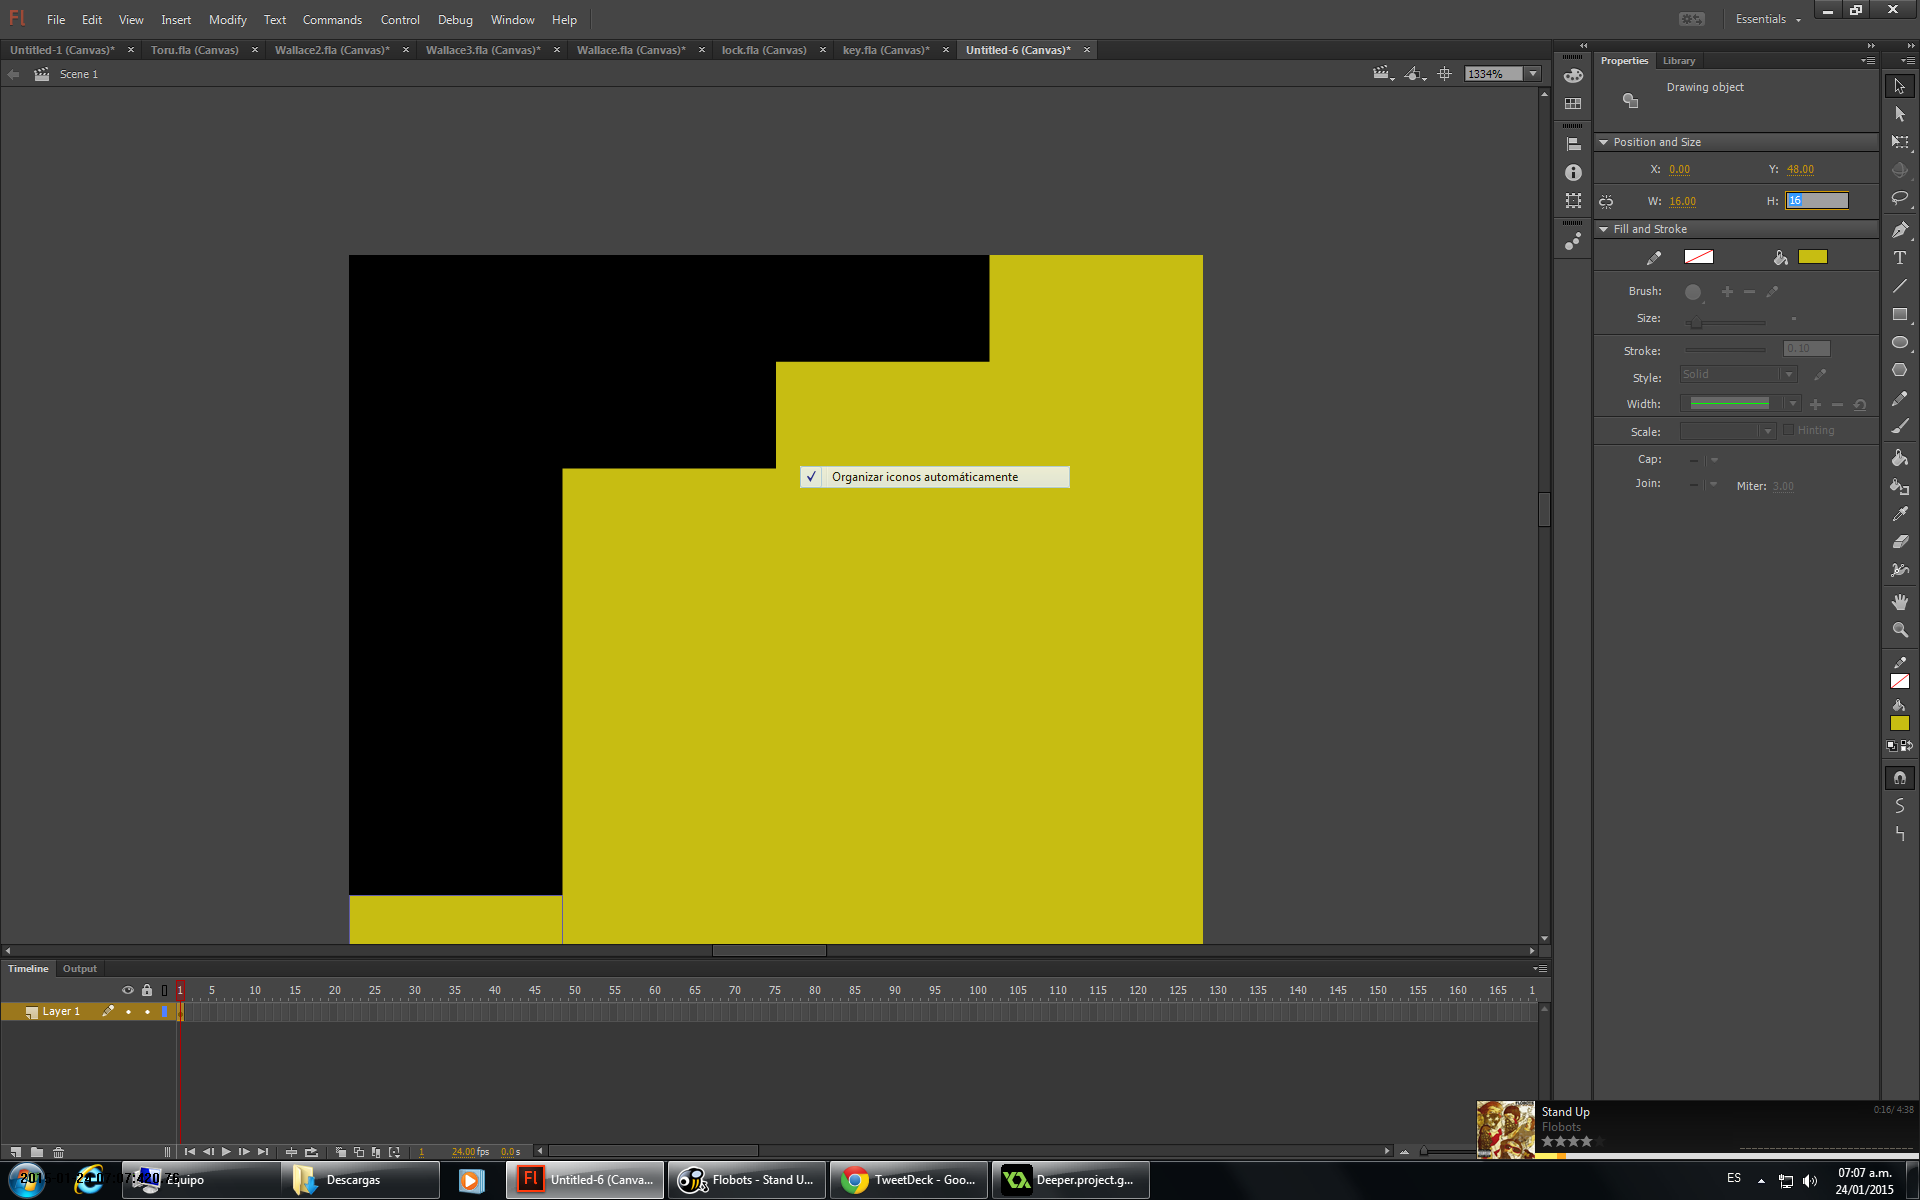 Fl File Edit View Insert Modify Text Commands Control Debug Window Help Essentials
Untitled-1 (Canvas)* Toru.fla (Canvas) Wallace2.fla (Canvas)* Wallace3.fla (Canvas)* Wallace.fla (Canvas)* lock.fla (Canvas) key.fla (Canvas)* Untitled-6 (Canvas)*
Scene 1 1334%
Properties Library
Drawing object
Position and Size
X: 0.00 Y: 48.00
W: 16.00 H: 16
Fill and Stroke
Brush:
Size:
Stroke: 0.10
Style: Solid
Width:
Scale: Hinting
Cap:
Join: Miter: 3.00
Organizar iconos automáticamente
Timeline Output
1 5 10 15 20 25 30 35 40 45 50 55 60 65 70 75 80 85 90 95 100 105 110 115 120 125 130 135 140 145 150 155 160 165 1
Layer 1
1 24.00 fps 0.0 s
Stand Up 0:16/ 4:38
Flobots
Equipo Descargas Fl Untitled-6 (Canva... Flobots - Stand U... TweetDeck - Goo... Deeper.project.g... ES
07:07 a.m.
24/01/2015